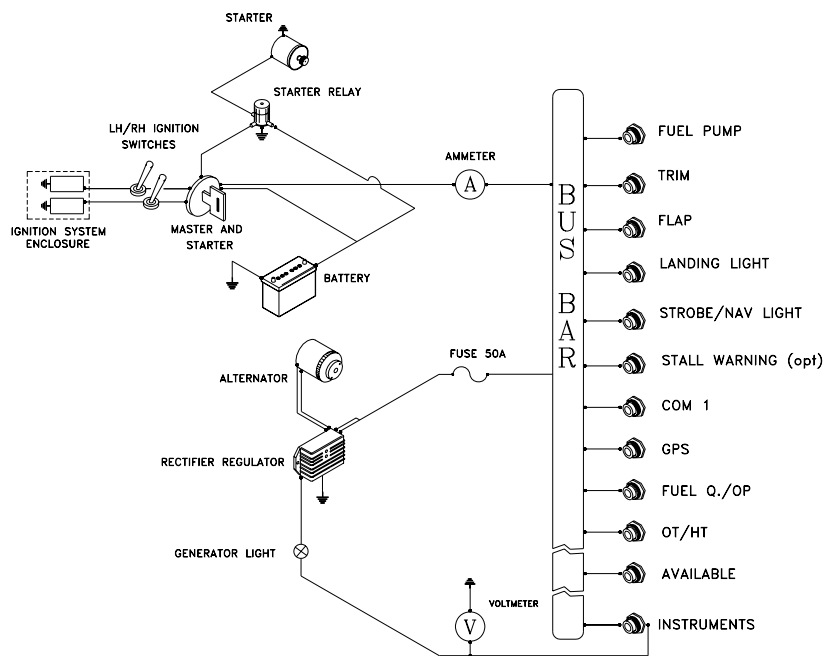 STARTER
STARTER RELAY
LH/RH IGNITION
SWITCHES
AMMETER
A
IGNITION SYSTEM
ENCLOSURE
MASTER AND
STARTER
BATTERY
ALTERNATOR
FUSE 50A
RECTIFIER REGULATOR
GENERATOR LIGHT
VOLTMETER
V
BUS BAR
FUEL PUMP
TRIM
FLAP
LANDING LIGHT
STROBE/NAV LIGHT
STALL WARNING (opt)
COM 1
GPS
FUEL Q./OP
OT/HT
AVAILABLE
INSTRUMENTS